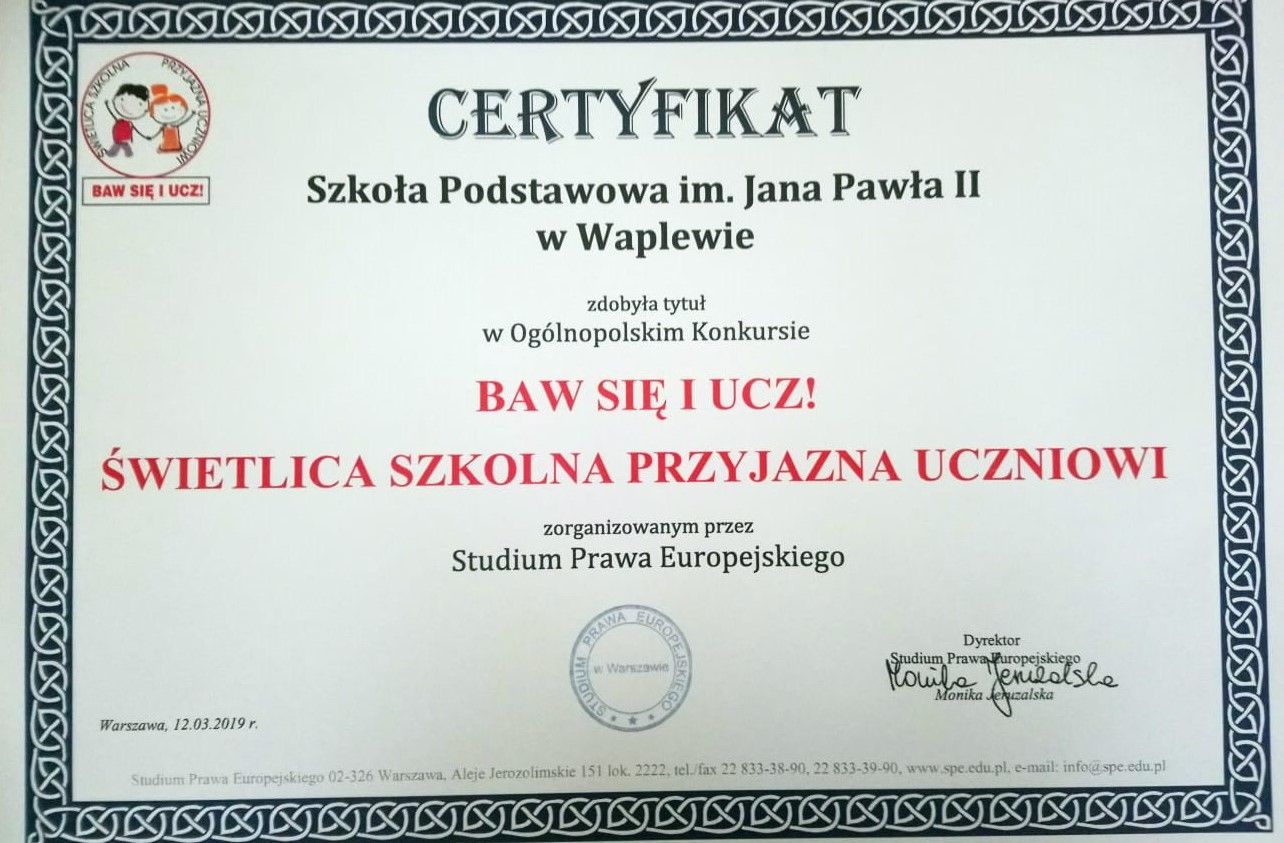 ŚWIETLICA SZKOLNA PRZYJAZNA UCZNIOWI
BAW SIĘ I UCZ!
CERTYFIKAT
Szkoła Podstawowa im. Jana Pawła II
w Waplewie
zdobyła tytuł
w Ogólnopolskim Konkursie
BAW SIĘ I UCZ!
ŚWIETLICA SZKOLNA PRZYJAZNA UCZNIOWI
zorganizowanym przez
Studium Prawa Europejskiego
STUDIUM PRAWA EUROPEJSKIEGO
w Warszawie
Dyrektor
Studium Prawa Europejskiego
Monika Jeruzalska
Monika Jeruzalska
Warszawa, 12.03.2019 r.
Studium Prawa Europejskiego 02-326 Warszawa, Aleje Jerozolimskie 151 lok. 2222, tel./fax 22 833-38-90, 22 833-39-90, www.spe.edu.pl, e-mail: info@spe.edu.pl